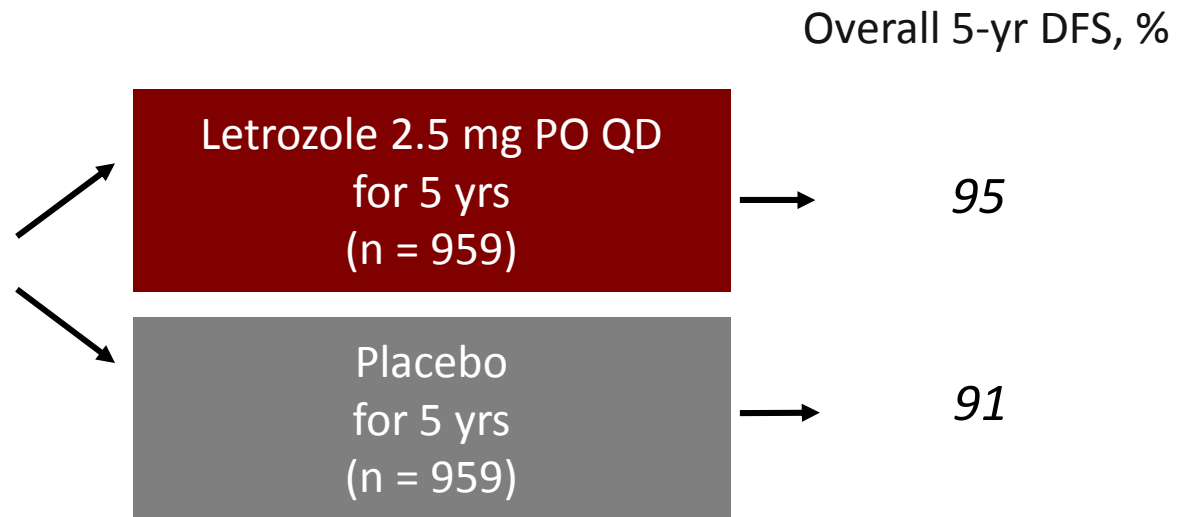 Overall 5-yr DFS, %
Letrozole 2.5 mg PO QD
for 5 yrs
(n = 959)
95
Placebo
for 5 yrs
(n = 959)
91